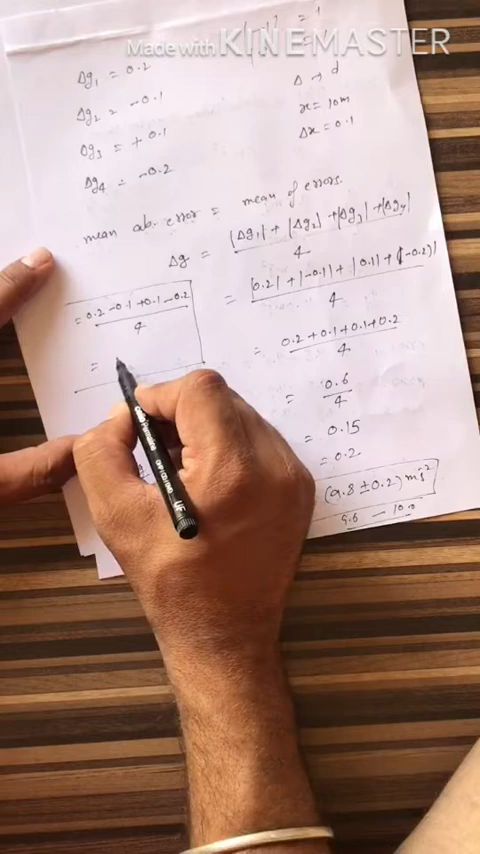 Made with KINEMASTER
Δg₁ = 0.2
Δg₂ = -0.1
Δg₃ = + 0.1
Δg₄ = -0.2
Δ → d
x = 10m
Δx = 0.1
mean ab. error = mean of errors.
Δg = |Δg₁| + |Δg₂| + |Δg₃| + |Δg₄| / 4
= |0.2| + |-0.1| + |0.1| + |(-0.2)| / 4
= 0.2 + 0.1 + 0.1 + 0.2 / 4
= 0.6 / 4
= 0.15
= 0.2
(9.8 ± 0.2) ms⁻²
9.6 — 10.0
= 0.2 - 0.1 + 0.1 - 0.2 / 4
=